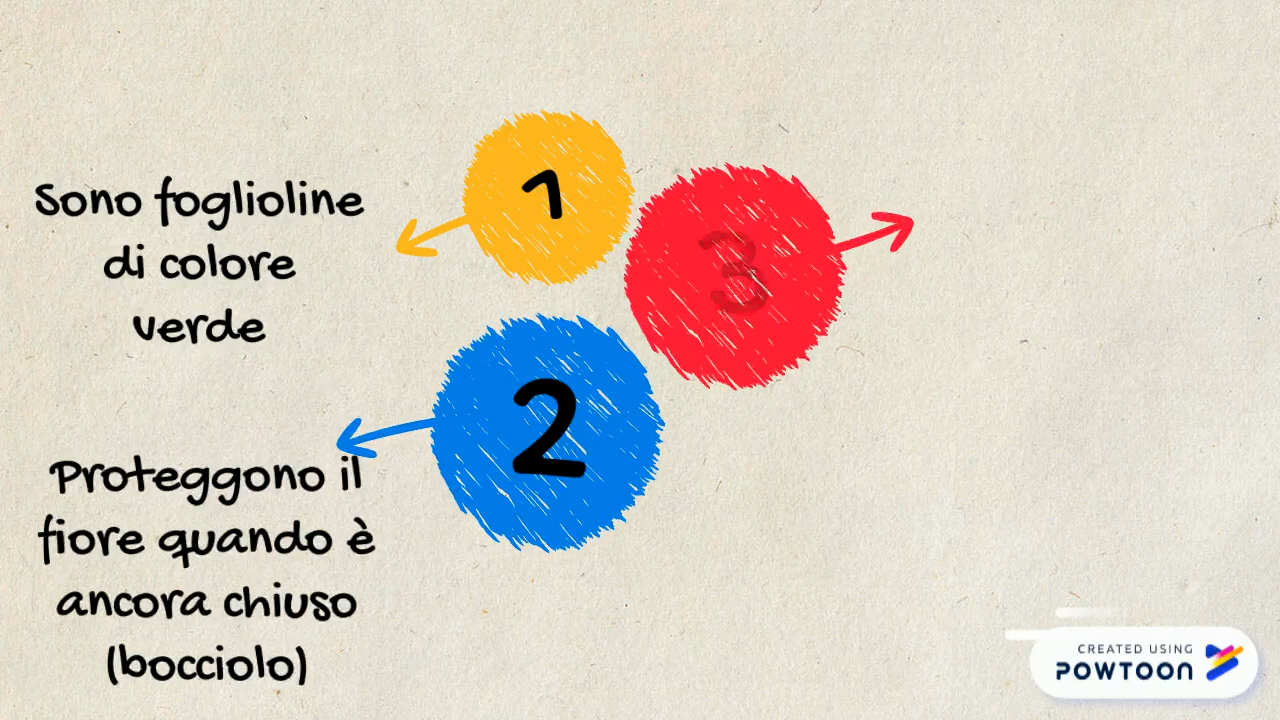 1
Sono foglioline
di colore
verde
3
2
Proteggono il
fiore quando è
ancora chiuso
(bocciolo)
CREATED USING
POWTOON